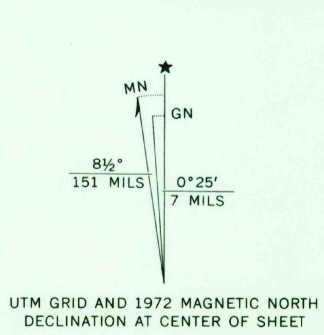 ★
MN
GN
8½°
151 MILS
0°25′
7 MILS
UTM GRID AND 1972 MAGNETIC NORTH
DECLINATION AT CENTER OF SHEET